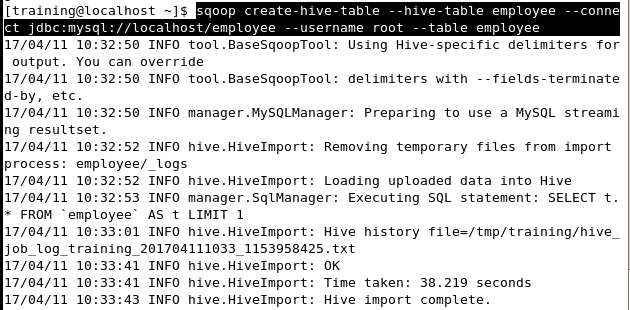 [training@localhost ~]$ sqoop create-hive-table --hive-table employee --conne
ct jdbc:mysql://localhost/employee --username root --table employee
17/04/11 10:32:50 INFO tool.BaseSqoopTool: Using Hive-specific delimiters for
 output. You can override
17/04/11 10:32:50 INFO tool.BaseSqoopTool: delimiters with --fields-terminate
d-by, etc.
17/04/11 10:32:50 INFO manager.MySQLManager: Preparing to use a MySQL streami
ng resultset.
17/04/11 10:32:52 INFO hive.HiveImport: Removing temporary files from import
process: employee/_logs
17/04/11 10:32:52 INFO hive.HiveImport: Loading uploaded data into Hive
17/04/11 10:32:53 INFO manager.SqlManager: Executing SQL statement: SELECT t.
* FROM `employee` AS t LIMIT 1
17/04/11 10:33:01 INFO hive.HiveImport: Hive history file=/tmp/training/hive_
job_log_training_201704111033_1153958425.txt
17/04/11 10:33:41 INFO hive.HiveImport: OK
17/04/11 10:33:41 INFO hive.HiveImport: Time taken: 38.219 seconds
17/04/11 10:33:43 INFO hive.HiveImport: Hive import complete.